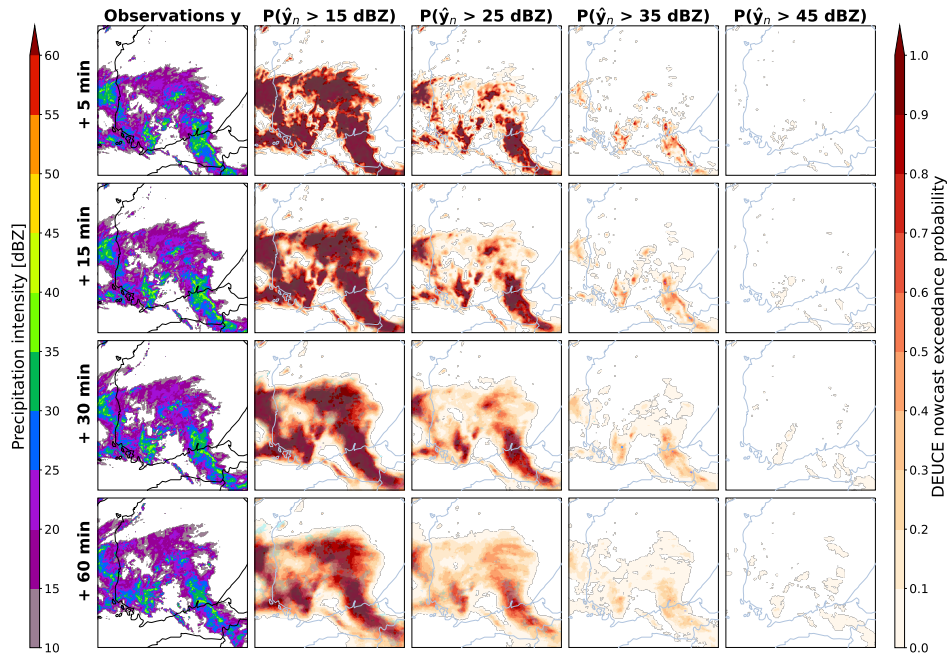 Observations y
P(ŷn > 15 dBZ)
P(ŷn > 25 dBZ)
P(ŷn > 35 dBZ)
P(ŷn > 45 dBZ)
+ 5 min
+ 15 min
+ 30 min
+ 60 min
Precipitation intensity [dBZ]
60
55
50
45
40
35
30
25
20
15
10
1.0
0.9
0.8
0.7
0.6
0.5
0.4
0.3
0.2
0.1
0.0
DEUCE nowcast exceedance probability